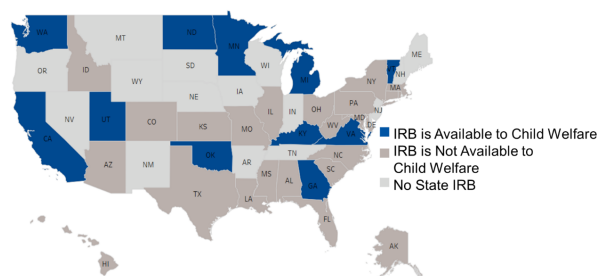 WA
MT
ND
MN
ME
OR
ID
SD
WI
MI
NH
WY
NY
MA
NE
IA
PA
NJ
NV
UT
IL
IN
OH
MD
DE
CO
KS
MO
WV
VA
CA
KY
IRB is Available to Child Welfare
IRB is Not Available to
Child Welfare
No State IRB
TN
NC
AZ
NM
OK
AR
SC
MS
AL
GA
TX
LA
FL
AK
HI